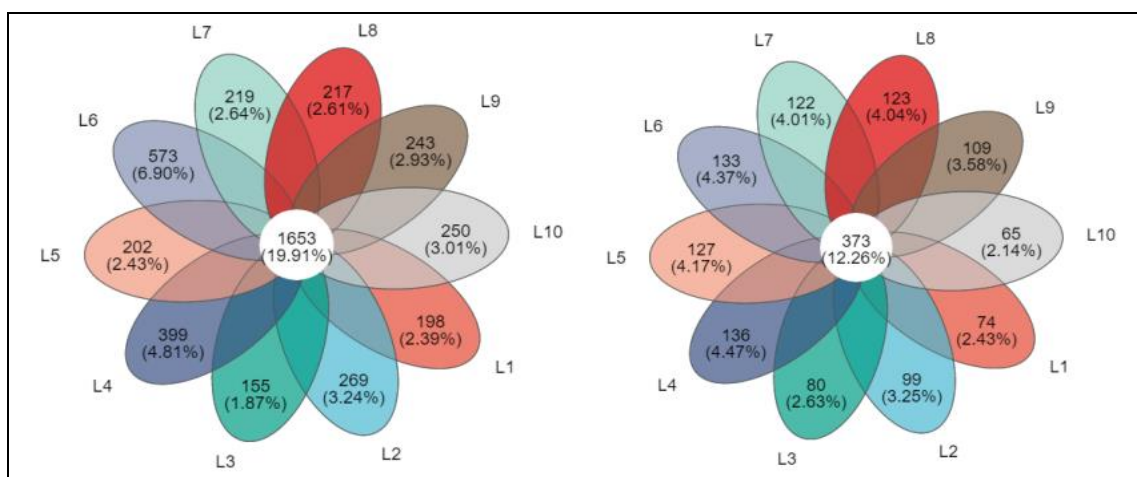 L7
L8
219
(2.64%)
217
(2.61%)
L9
L6
243
(2.93%)
573
(6.90%)
L5
202
(2.43%)
1653
(19.91%)
250
(3.01%)
L10
399
(4.81%)
198
(2.39%)
L4
L1
155
(1.87%)
269
(3.24%)
L3
L2
L7
L8
122
(4.01%)
123
(4.04%)
L9
L6
109
(3.58%)
133
(4.37%)
L5
127
(4.17%)
373
(12.26%)
65
(2.14%)
L10
136
(4.47%)
74
(2.43%)
L4
L1
80
(2.63%)
99
(3.25%)
L3
L2